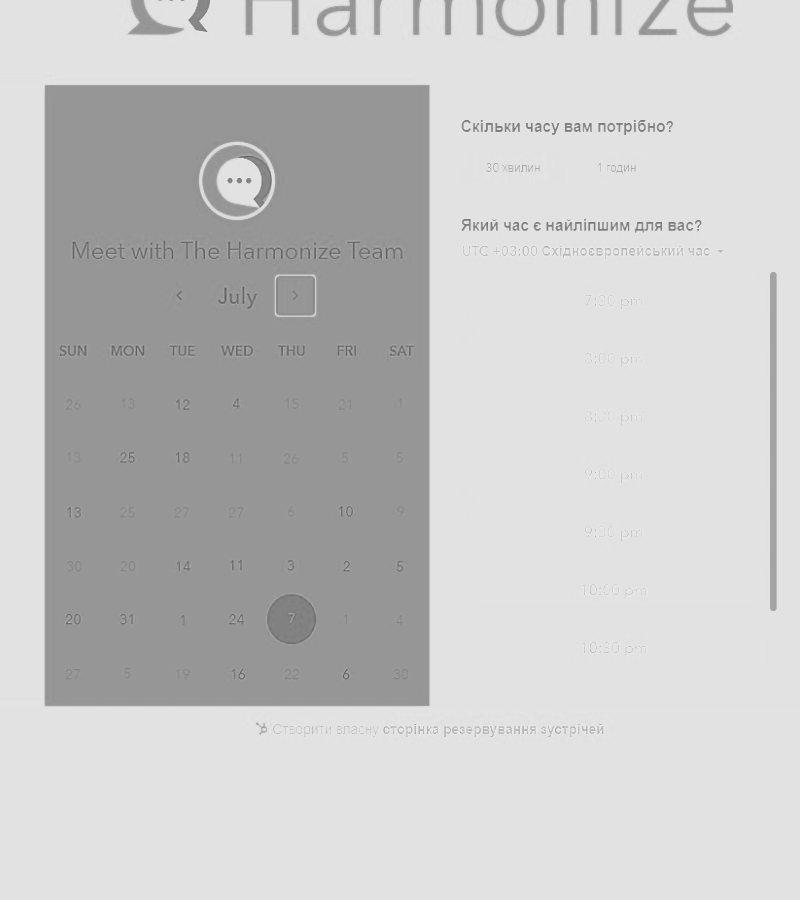 Harmonize
Meet with The Harmonize Team
July
SUN MON TUE WED THU FRI SAT
26 13 12 4 15 21 1
13 25 18 11 26 5 5
13 25 27 27 6 10 9
30 20 14 11 3 2 5
20 31 1 24 7 1 4
27 5 19 16 22 6 30
Скільки часу вам потрібно?
30 хвилин 1 годин
Який час є найліпшим для вас?
UTC +03:00 Східноєвропейський час
7:30 pm
8:00 pm
8:30 pm
9:00 pm
9:30 pm
10:00 pm
10:30 pm
Створити власну сторінка резервування зустрічей